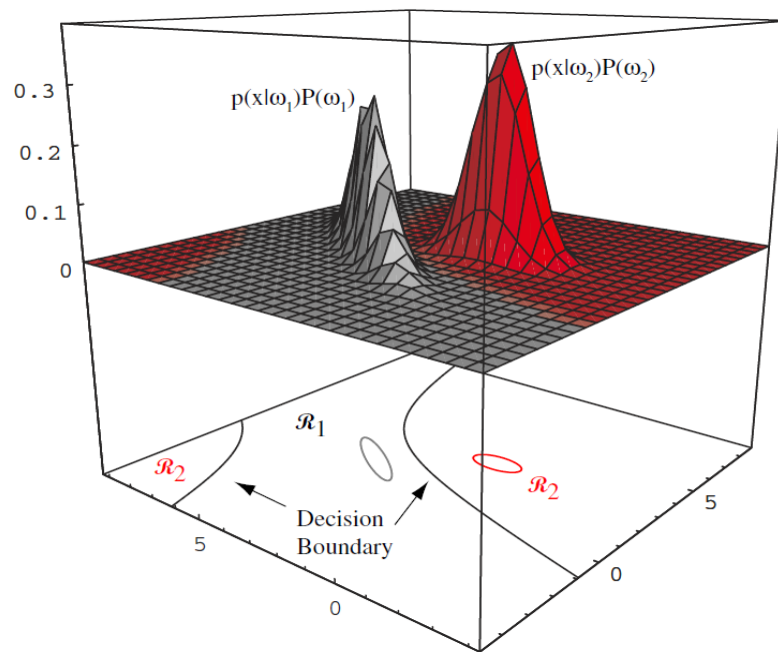 p(x|ω₂)P(ω₂)
p(x|ω₁)P(ω₁)
0.3
0.2
0.1
0
ℛ₁
ℛ₂
ℛ₂
Decision
Boundary
5
0
0
5